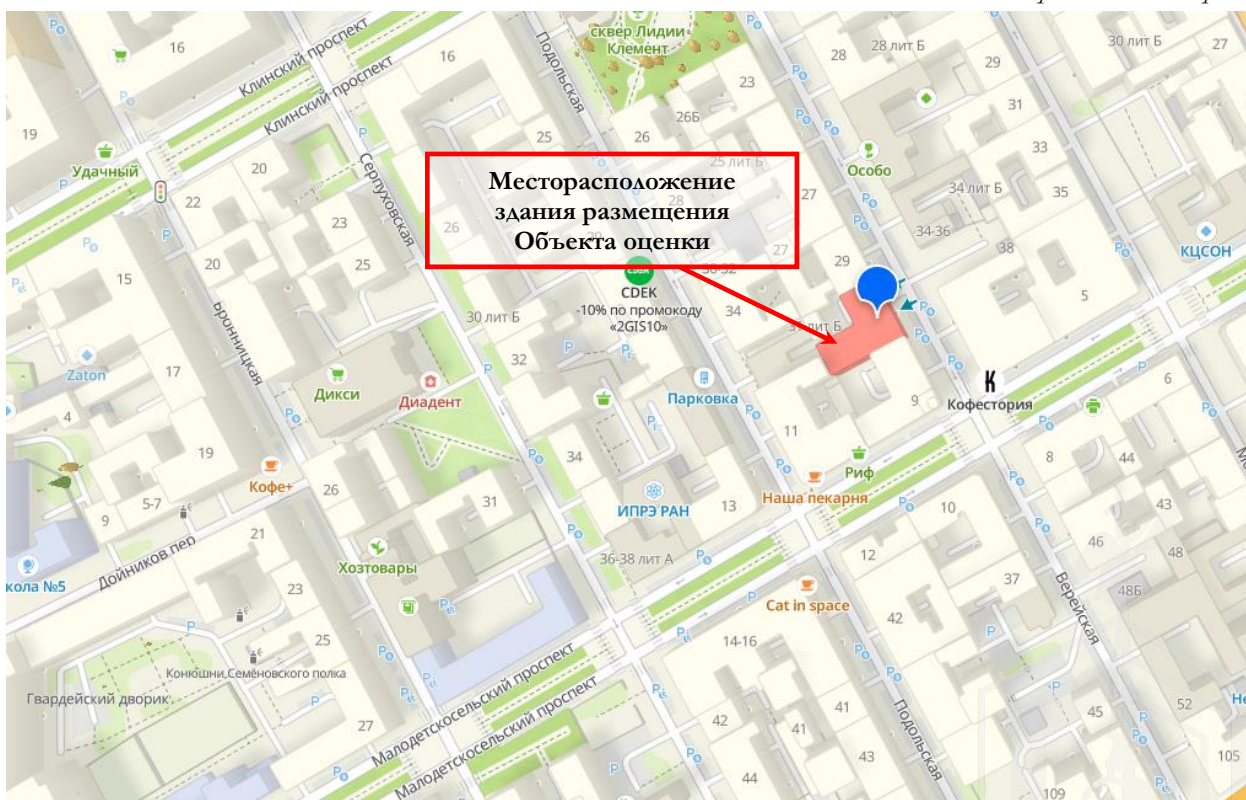 16
Клинский проспект
Клинский проспект
16
Подольская
сквер Лидии
Клемент
28
28 лит Б
30 лит Б
27
29
23
19
31
26Б
25
26
33
Удачный
20
Серпуховская
25 лит Б
Особо
Месторасположение
здания размещения
Объекта оценки
28
27
34 лит Б
35
22
23
26
34-36
38
КЦСОН
27
29
15
20
25
CDEK
-10% по промокоду
«2GIS10»
5
30 лит Б
34
31 лит Б
Бронницкая
32
Zaton
17
Дикси
Диадент
Парковка
Кофестория
6
9
4
11
19
34
Риф
8
44
Кофе+
26
31
ИПРЭ РАН
13
Наша пекарня
10
43
5-7
9
21
36-38 лит А
12
46
48
Дойников пер
Хозтовары
кола №5
23
Cat in space
37
48Б
Верейская
42
14-16
25
Конюшни Семёновского полка
Гвардейский дворик
Малодетскосельский проспект
Малодетскосельский проспект
27
42
41
41
Подольская
45
52
43
44
105
109